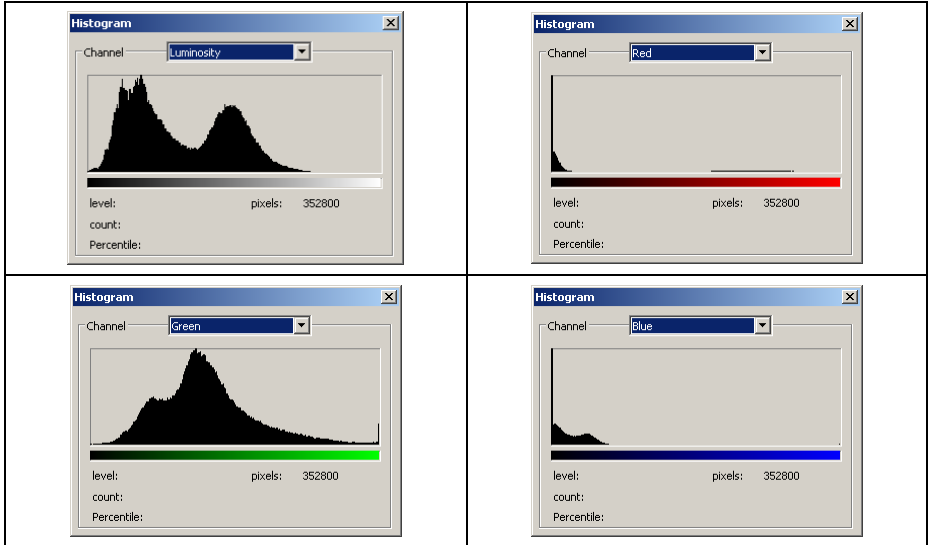 Histogram
Channel Luminosity
level: pixels: 352800
count:
Percentile:
Histogram
Channel Red
level: pixels: 352800
count:
Percentile:
Histogram
Channel Green
level: pixels: 352800
count:
Percentile:
Histogram
Channel Blue
level: pixels: 352800
count:
Percentile: